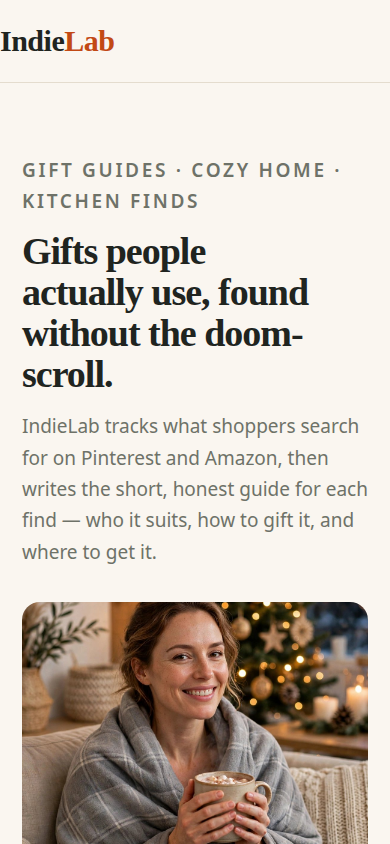 IndieLab
GIFT GUIDES · COZY HOME ·
KITCHEN FINDS
Gifts people
actually use, found
without the doom-
scroll.
IndieLab tracks what shoppers search
for on Pinterest and Amazon, then
writes the short, honest guide for each
find — who it suits, how to gift it, and
where to get it.